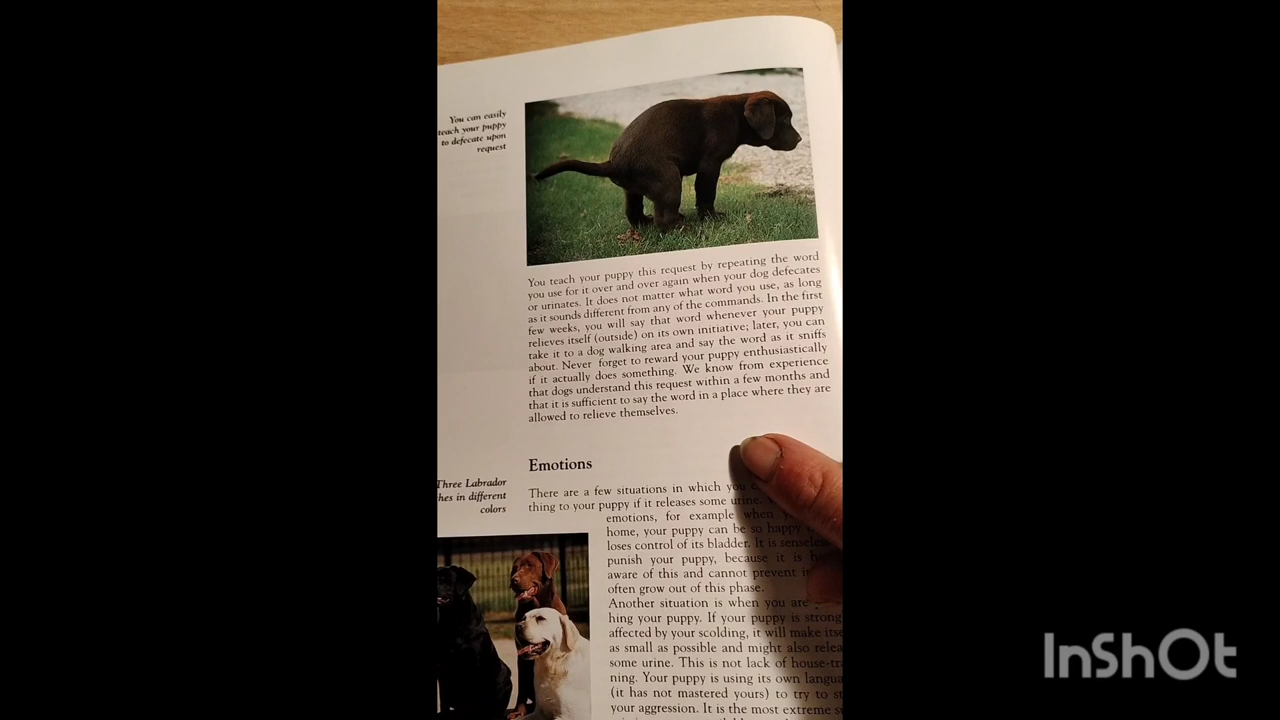 You can easily
teach your puppy
to defecate upon
request
You teach your puppy this request by repeating the word
you use for it over and over again when your dog defecates
or urinates. It does not matter what word you use, as long
as it sounds different from any of the commands. In the first
few weeks, you will say that word whenever your puppy
relieves itself (outside) on its own initiative; later, you can
take it to a dog walking area and say the word as it sniffs
about. Never forget to reward your puppy enthusiastically
if it actually does something. We know from experience
that dogs understand this request within a few months and
that it is sufficient to say the word in a place where they are
allowed to relieve themselves.
Emotions
Three Labrador
hes in different
colors
There are a few situations in which you
thing to your puppy if it releases some urine.
emotions, for example when
home, your puppy can be so happy
loses control of its bladder. It is senseless
punish your puppy, because it is
aware of this and cannot prevent
often grow out of this phase.
Another situation is when you are
hing your puppy. If your puppy is strong
affected by your scolding, it will make itse
as small as possible and might also relea
some urine. This is not lack of house-tra
ning. Your puppy is using its own langua
(it has not mastered yours) to try to
your aggression. It is the most extreme
InShOt